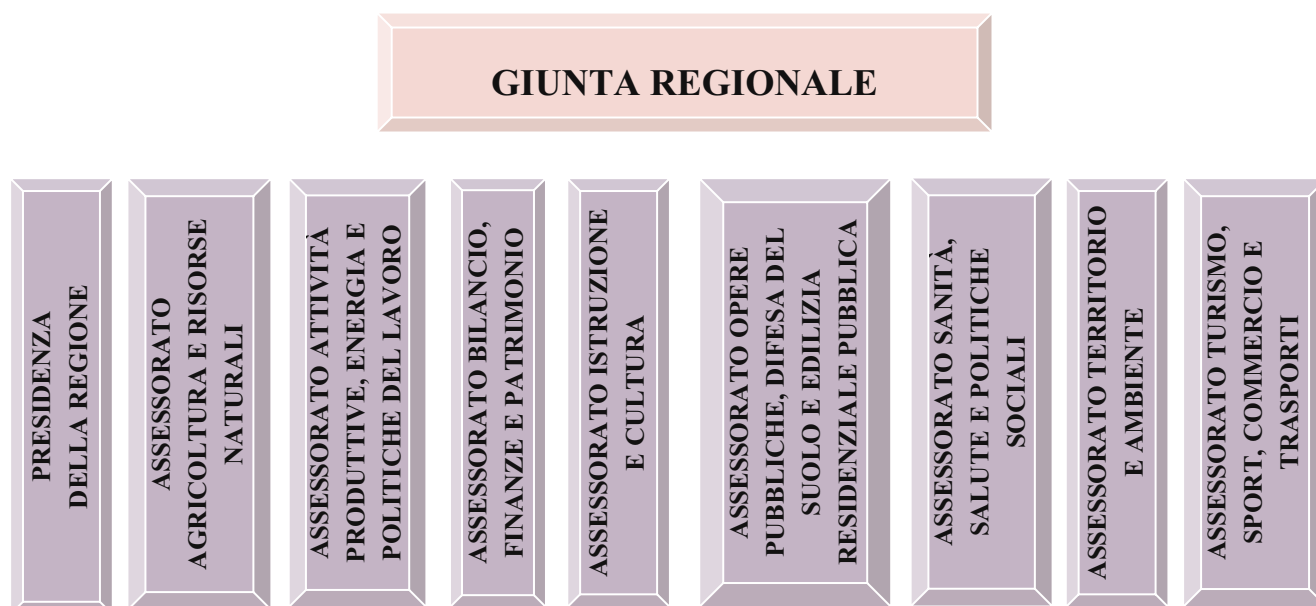 GIUNTA REGIONALE
PRESIDENZA
DELLA REGIONE
ASSESSORATO
AGRICOLTURA E RISORSE
NATURALI
ASSESSORATO ATTIVITÀ
PRODUTTIVE, ENERGIA E
POLITICHE DEL LAVORO
ASSESSORATO BILANCIO,
FINANZE E PATRIMONIO
ASSESSORATO ISTRUZIONE
E CULTURA
ASSESSORATO OPERE
PUBBLICHE, DIFESA DEL
SUOLO E EDILIZIA
RESIDENZIALE PUBBLICA
ASSESSORATO SANITÀ,
SALUTE E POLITICHE
SOCIALI
ASSESSORATO TERRITORIO
E AMBIENTE
ASSESSORATO TURISMO,
SPORT, COMMERCIO E
TRASPORTI